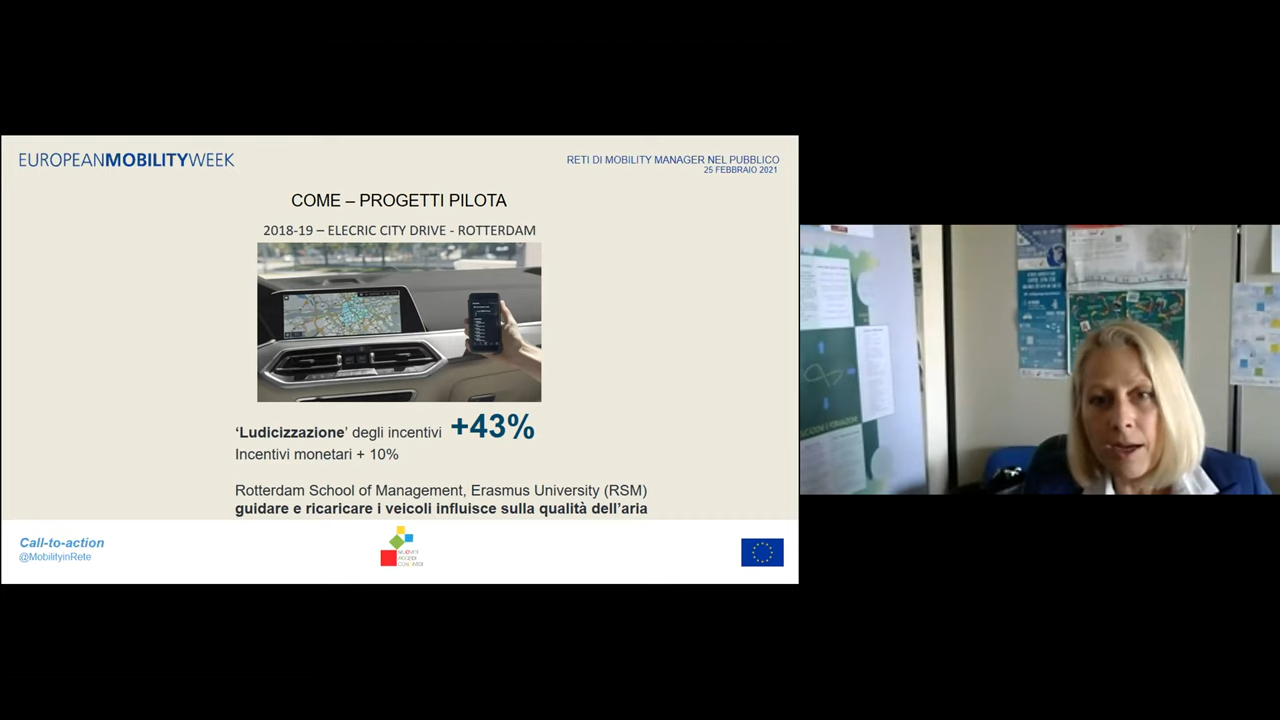 EUROPEANMOBILITYWEEK
RETI DI MOBILITY MANAGER NEL PUBBLICO
25 FEBBRAIO 2021
COME – PROGETTI PILOTA
2018-19 – ELECRIC CITY DRIVE - ROTTERDAM
‘Ludicizzazione’ degli incentivi +43%
Incentivi monetari + 10%
Rotterdam School of Management, Erasmus University (RSM)
guidare e ricaricare i veicoli influisce sulla qualità dell’aria
Call-to-action
@MobilityinRete